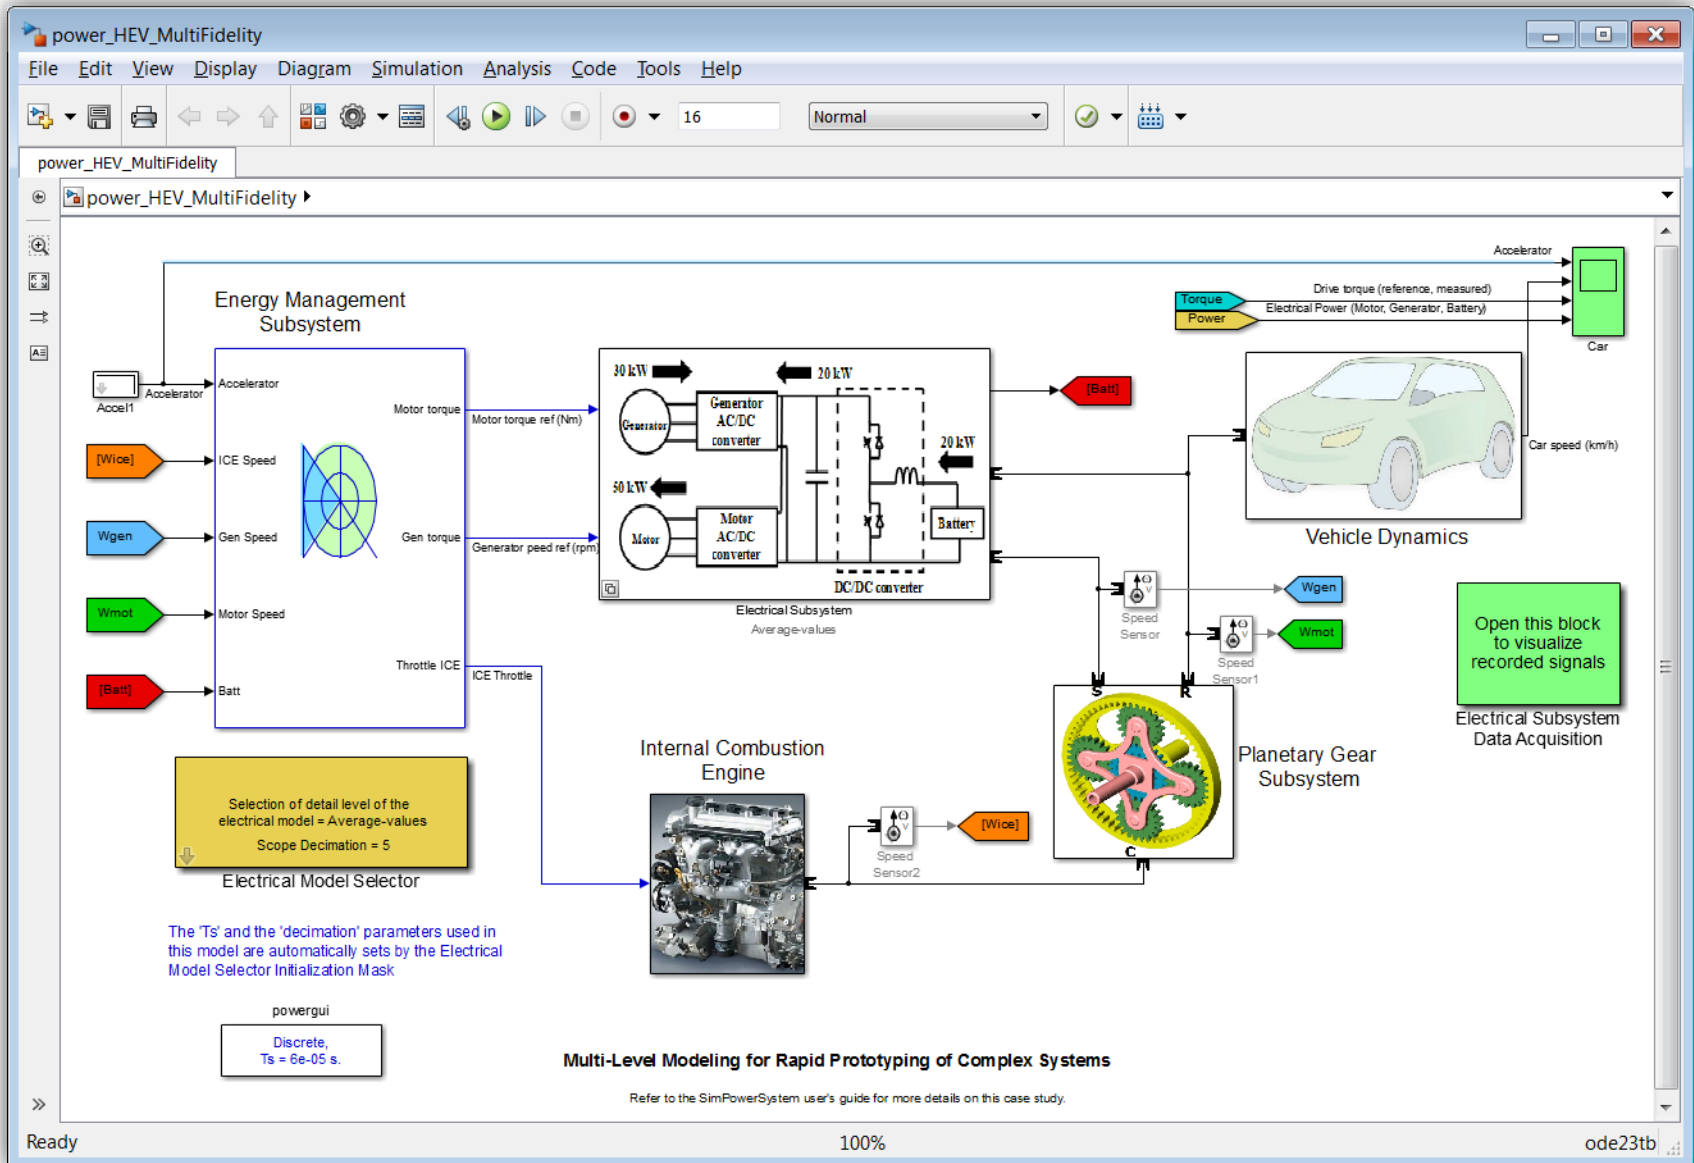 power_HEV_MultiFidelity
File Edit View Display Diagram Simulation Analysis Code Tools Help
16
Normal
power_HEV_MultiFidelity
power_HEV_MultiFidelity
Accelerator
Drive torque (reference, measured)
Torque
Electrical Power (Motor, Generator, Battery)
Power
Car
Energy Management
Subsystem
Accelerator
Accelerator
Accel1
Motor torque
Motor torque ref (Nm)
[Wice]
ICE Speed
Wgen
Gen Speed
Gen torque
Generator peed ref (rpm)
Wmot
Motor Speed
Throttle ICE
ICE Throttle
[Batt]
Batt
30 kW
20 kW
Generator
Generator
AC/DC
converter
20 kW
50 kW
Motor
Motor
AC/DC
converter
Battery
DC/DC converter
Electrical Subsystem
Average-values
[Batt]
Car speed (km/h)
Vehicle Dynamics
ω
V
Speed
Sensor
Wgen
ω
V
Speed
Sensor1
Wmot
Open this block
to visualize
recorded signals
Electrical Subsystem
Data Acquisition
S
R
C
Planetary Gear
Subsystem
Internal Combustion
Engine
ω
V
Speed
Sensor2
[Wice]
Selection of detail level of the
electrical model = Average-values
Scope Decimation = 5
Electrical Model Selector
The 'Ts' and the 'decimation' parameters used in
this model are automatically sets by the Electrical
Model Selector Initialization Mask
powergui
Discrete,
Ts = 6e-05 s.
Multi-Level Modeling for Rapid Prototyping of Complex Systems
Refer to the SimPowerSystem user's guide for more details on this case study.
Ready
100%
ode23tb